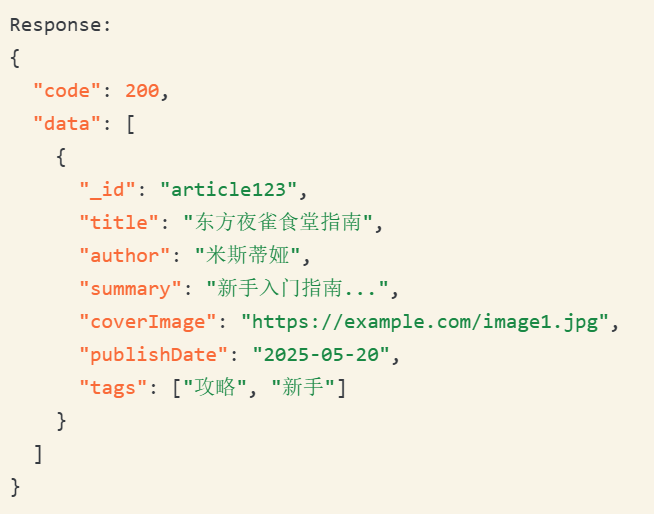 Response:
{
  "code": 200,
  "data": [
    {
      "_id": "article123",
      "title": "东方夜雀食堂指南",
      "author": "米斯蒂娅",
      "summary": "新手入门指南...",
      "coverImage": "https://example.com/image1.jpg",
      "publishDate": "2025-05-20",
      "tags": ["攻略", "新手"]
    }
  ]
}